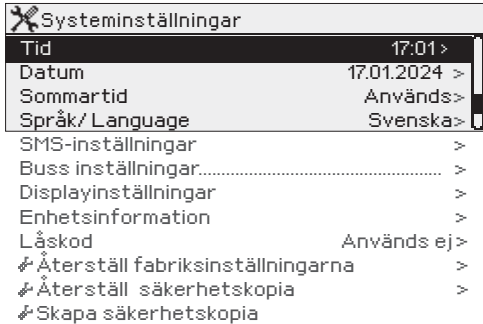 Systeminställningar
Tid 17:01 >
Datum 17.01.2024 >
Sommartid Används>
Språk/ Language Svenska>
SMS-inställningar >
Buss inställningar................................................. >
Displayinställningar >
Enhetsinformation >
Låskod Används ej>
Återställ fabriksinställningarna >
Återställ säkerhetskopia >
Skapa säkerhetskopia